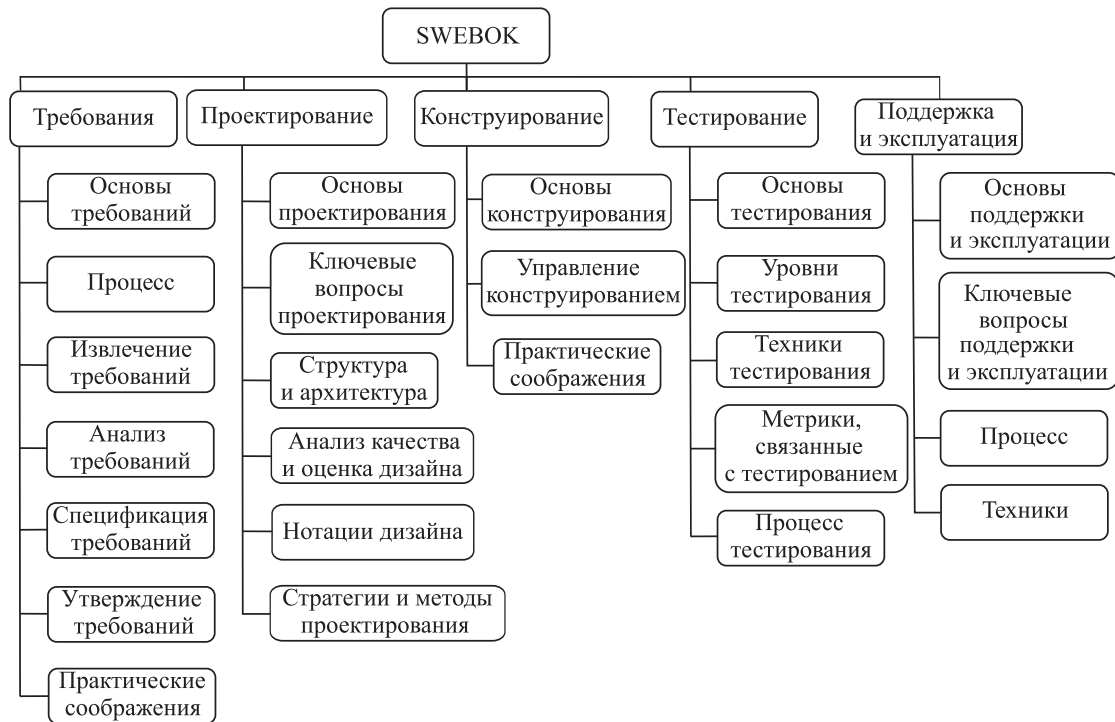 SWEBOK
Требования
Основы
требований
Процесс
Извлечение
требований
Анализ
требований
Спецификация
требований
Утверждение
требований
Практические
соображения
Проектирование
Основы
проектирования
Ключевые
вопросы
проектирования
Структура
и архитектура
Анализ качества
и оценка дизайна
Нотации дизайна
Стратегии и методы
проектирования
Конструирование
Основы
конструирования
Управление
конструированием
Практические
соображения
Тестирование
Основы
тестирования
Уровни
тестирования
Техники
тестирования
Метрики,
связанные
с тестированием
Процесс
тестирования
Поддержка
и эксплуатация
Основы
поддержки
и эксплуатации
Ключевые
вопросы
поддержки
и эксплуатации
Процесс
Техники